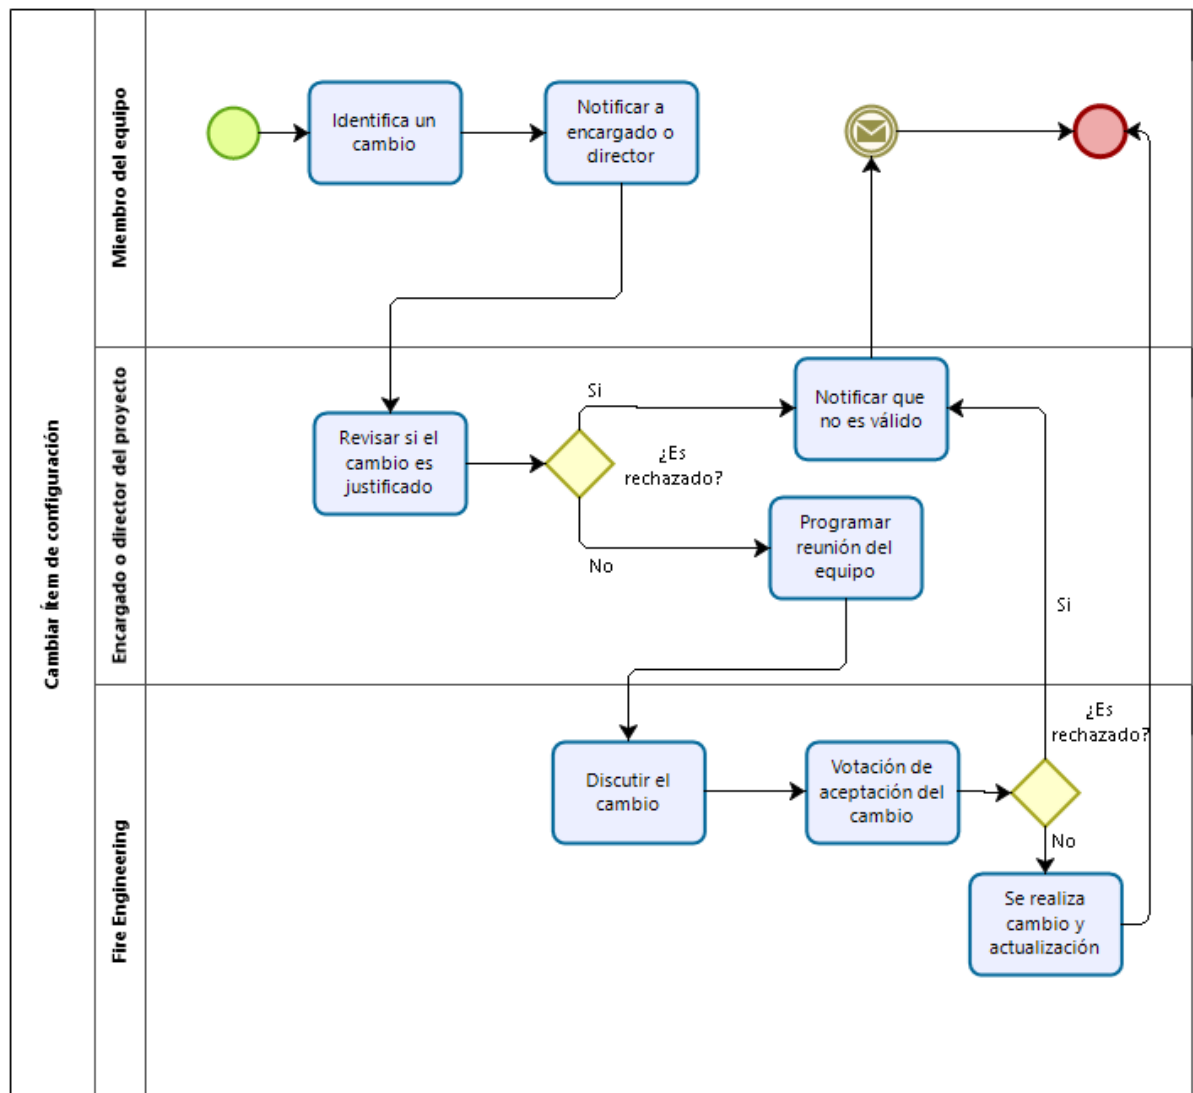 Cambiar ítem de configuración
Miembro del equipo
Identifica un
cambio
Notificar a
encargado o
director
Encargado o director del proyecto
Revisar si el
cambio es
justificado
Si
¿Es
rechazado?
No
Notificar que
no es válido
Programar
reunión del
equipo
Si
Fire Engineering
Discutir el
cambio
Votación de
aceptación del
cambio
¿Es
rechazado?
No
Se realiza
cambio y
actualización